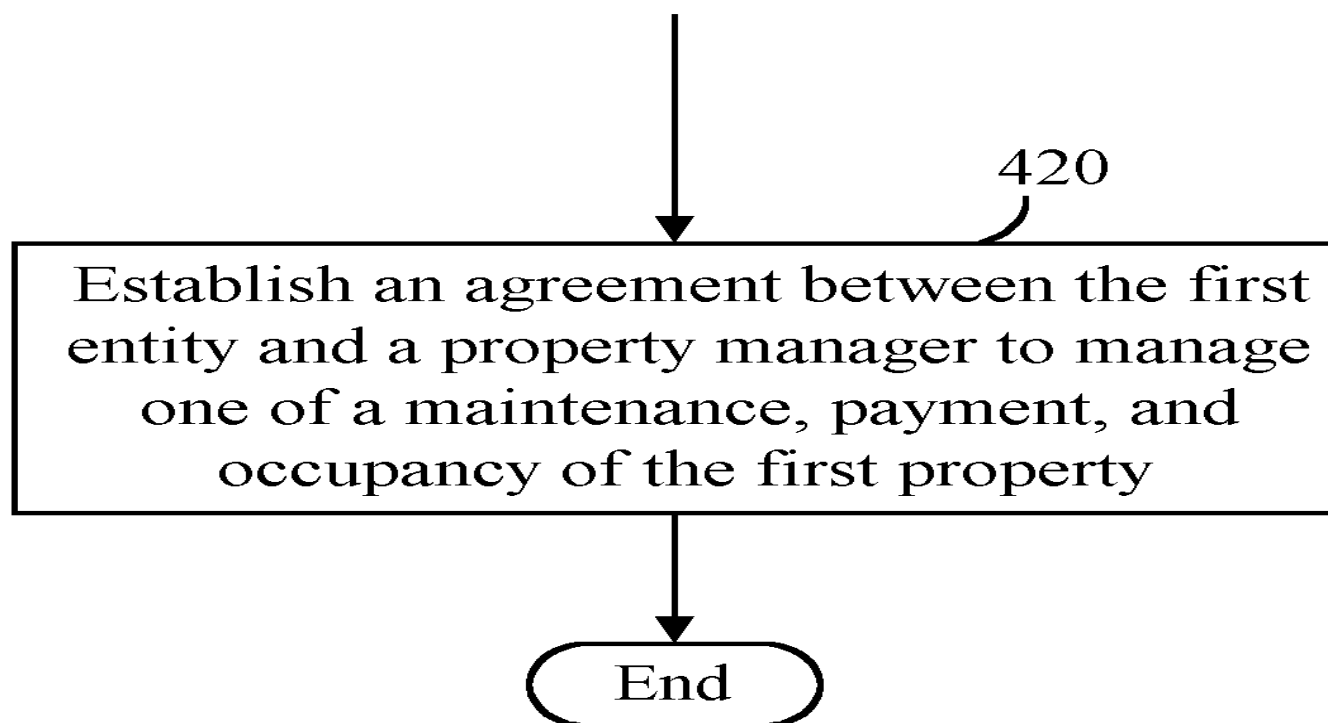 420
Establish an agreement between the first
entity and a property manager to manage
one of a maintenance, payment, and
occupancy of the first property
End